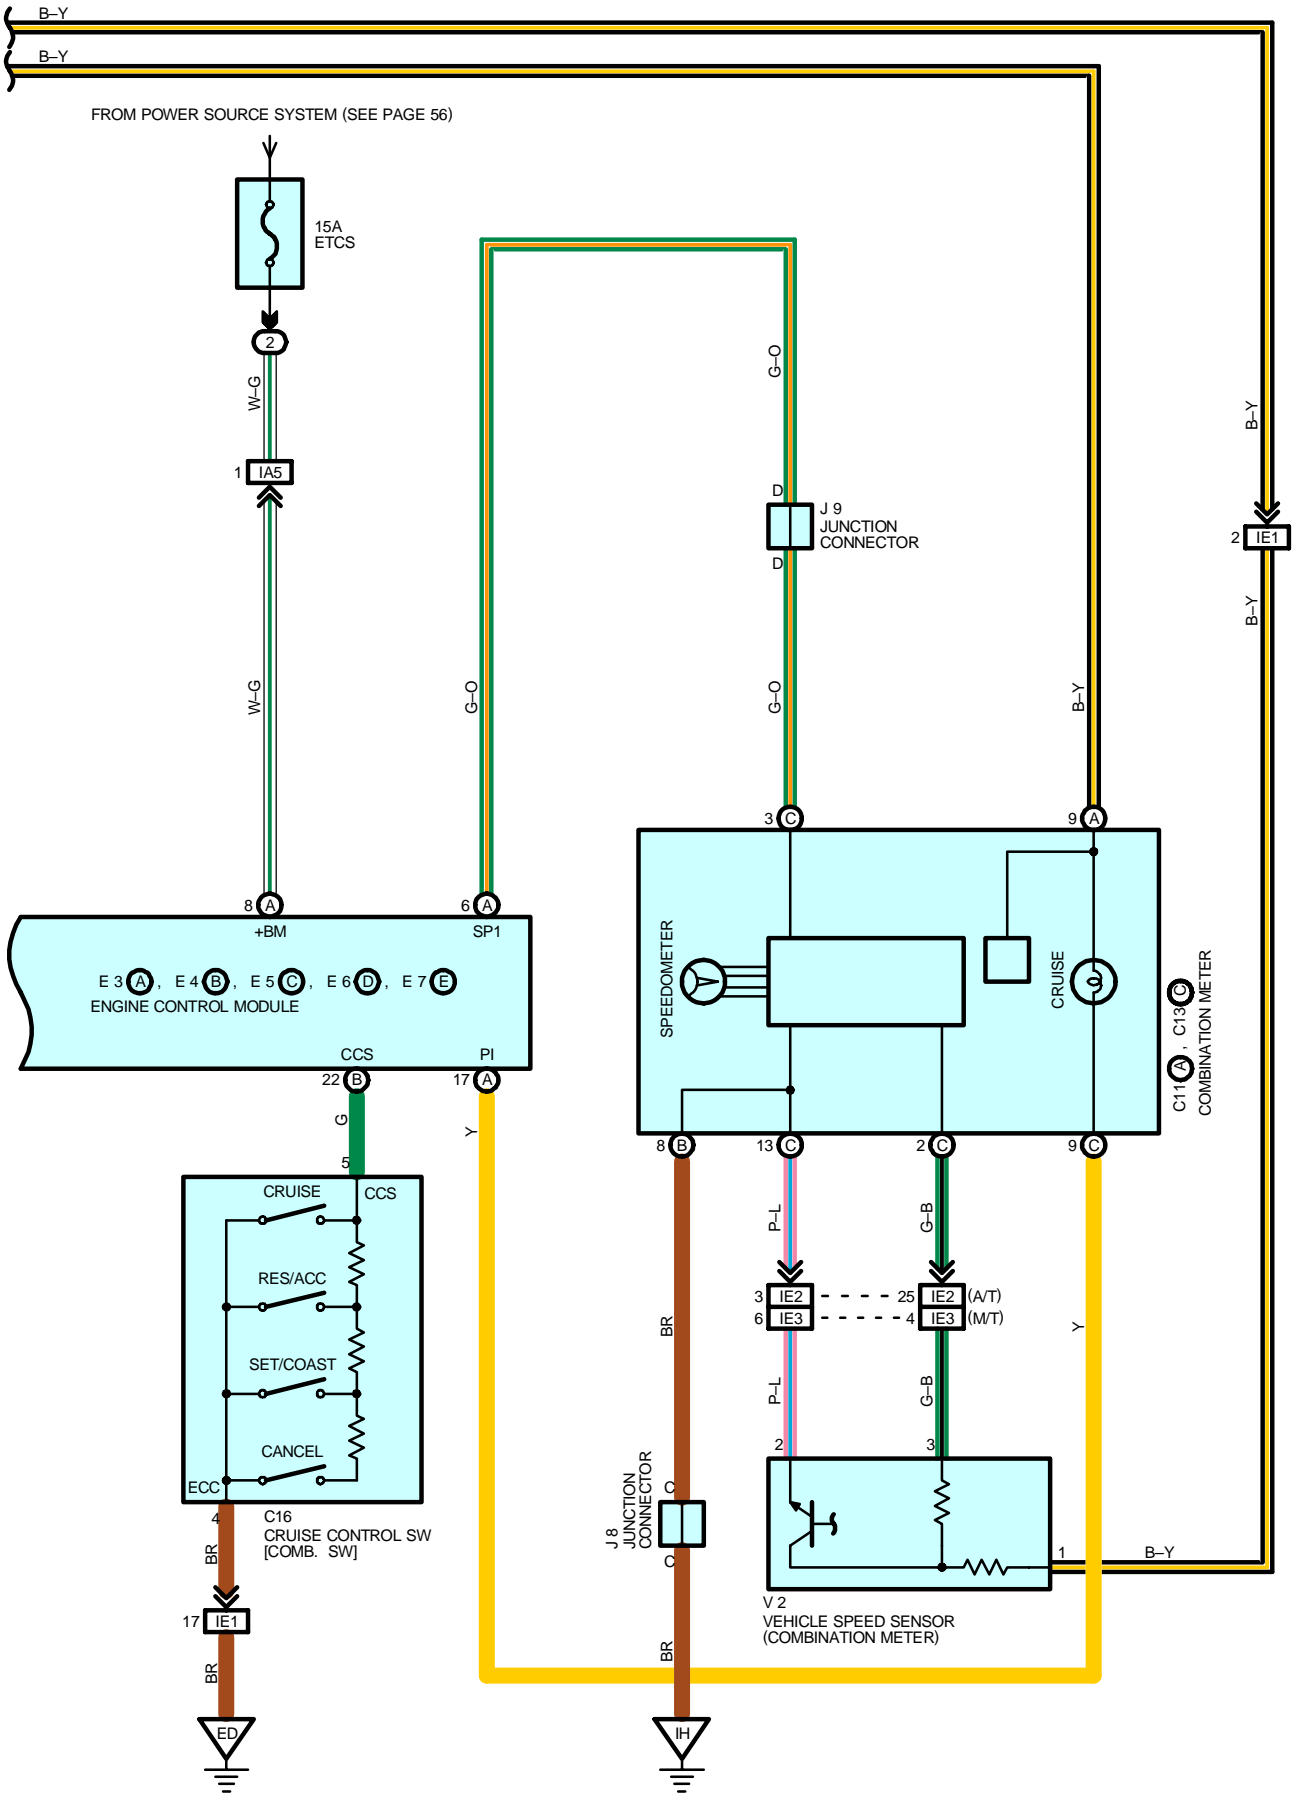 B–Y
B–Y
FROM POWER SOURCE SYSTEM (SEE PAGE 56)
15A
ETCS
2
W–G
1 IA5
W–G
G–O
G–O
D
J 9
JUNCTION
CONNECTOR
D
G–O
B–Y
B–Y
2 IE1
B–Y
3 C
9 A
8 A
+BM
6 A
SP1
E 3 A , E 4 B , E 5 C , E 6 D , E 7 E
ENGINE CONTROL MODULE
CCS
22 B
PI
17 A
SPEEDOMETER
CRUISE
C11 A , C13 C
COMBINATION METER
8 B
13 C
2 C
9 C
G
5
Y
CRUISE
CCS
RES/ACC
SET/COAST
CANCEL
ECC
4
C16
CRUISE CONTROL SW
[COMB. SW]
BR
17 IE1
BR
ED
P–L
G–B
3 IE2 25 IE2 (A/T)
6 IE3 4 IE3 (M/T)
BR
Y
P–L
G–B
2
3
C
J 8
JUNCTION
CONNECTOR
C
1
B–Y
V 2
VEHICLE SPEED SENSOR
(COMBINATION METER)
BR
IH